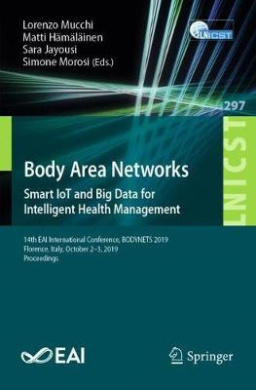 Lorenzo Mucchi
Matti Hämäläinen
Sara Jayousi
Simone Morosi (Eds.)
LNICST
297
LNICST
Body Area Networks
Smart IoT and Big Data for
Intelligent Health Management
14th EAI International Conference, BODYNETS 2019
Florence, Italy, October 2–3, 2019
Proceedings
EAI
Springer